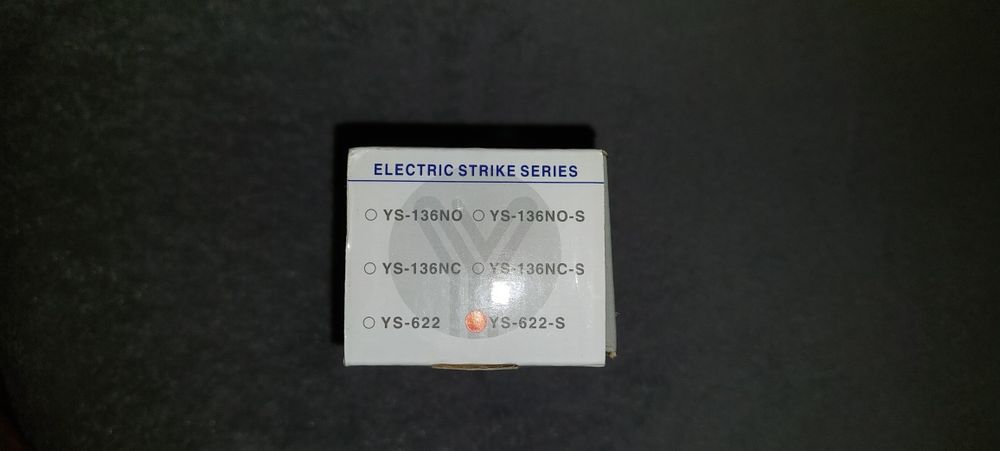 ELECTRIC STRIKE SERIES
YS-136NO YS-136NO-S
YS-136NC YS-136NC-S
YS-622 YS-622-S